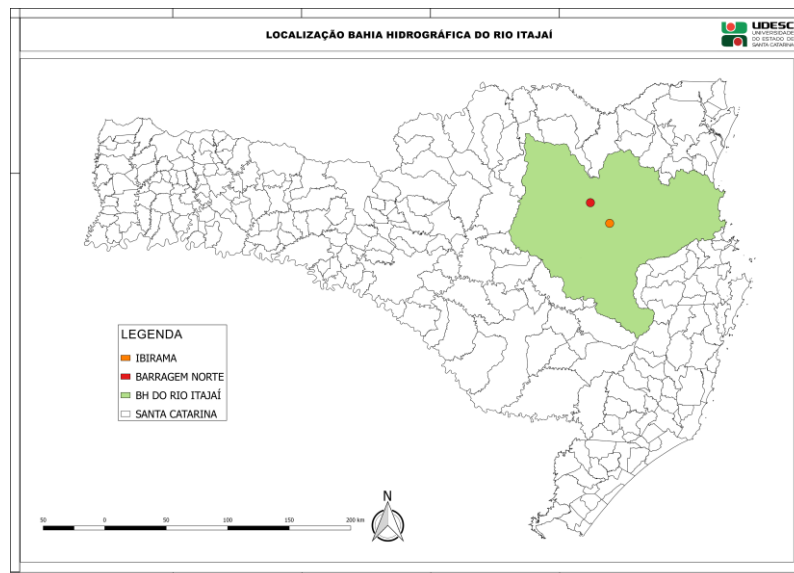 LOCALIZAÇÃO BAHIA HIDROGRÁFICA DO RIO ITAJAÍ
UDESC
UNIVERSIDADE
DO ESTADO DE
SANTA CATARINA
LEGENDA
IBIRAMA
BARRAGEM NORTE
BH DO RIO ITAJAÍ
SANTA CATARINA
50 0 50 100 150 200 km
N